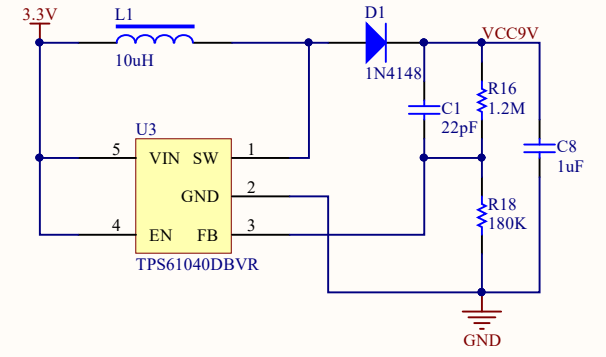 3.3V
L1
10uH
D1
1N4148
VCC9V
C1
22pF
R16
1.2M
C8
1uF
U3
5 VIN SW 1
GND 2
4 EN FB 3
TPS61040DBVR
R18
180K
GND